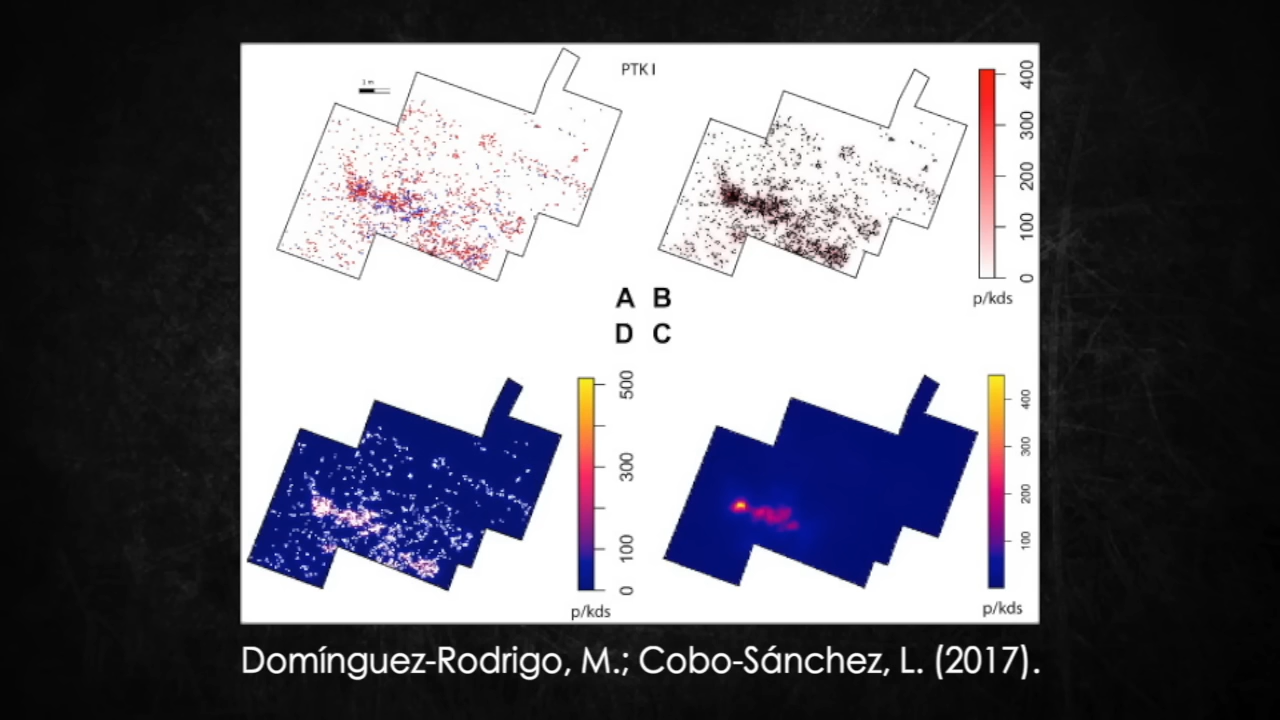 PTK I
1 m
400
300
200
100
0
p/kds
A B
D C
500
300
100
0
p/kds
400
300
200
100
p/kds
Domínguez-Rodrigo, M.; Cobo-Sánchez, L. (2017).